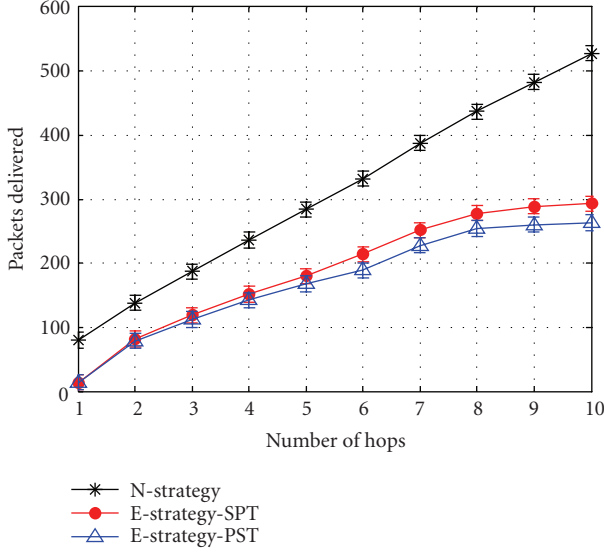 600
500
400
300
200
100
0
Packets delivered
1 2 3 4 5 6 7 8 9 10
Number of hops
N-strategy
E-strategy-SPT
E-strategy-PST